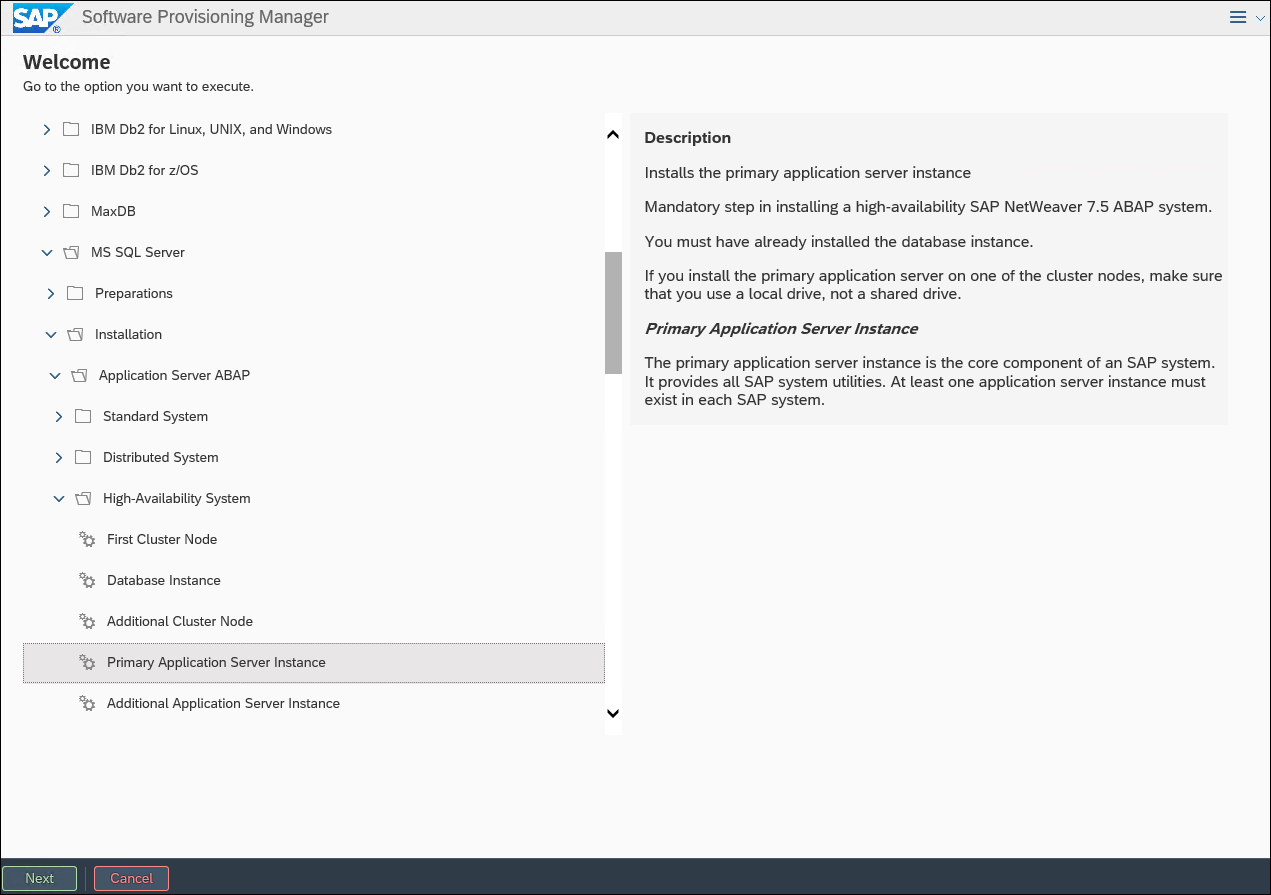 SAP ® Software Provisioning Manager
Welcome
Go to the option you want to execute.
IBM Db2 for Linux, UNIX, and Windows
IBM Db2 for z/OS
MaxDB
MS SQL Server
Preparations
Installation
Application Server ABAP
Standard System
Distributed System
High-Availability System
First Cluster Node
Database Instance
Additional Cluster Node
Primary Application Server Instance
Additional Application Server Instance
Description
Installs the primary application server instance
Mandatory step in installing a high-availability SAP NetWeaver 7.5 ABAP system.
You must have already installed the database instance.
If you install the primary application server on one of the cluster nodes, make sure
that you use a local drive, not a shared drive.
Primary Application Server Instance
The primary application server instance is the core component of an SAP system.
It provides all SAP system utilities. At least one application server instance must
exist in each SAP system.
Next
Cancel